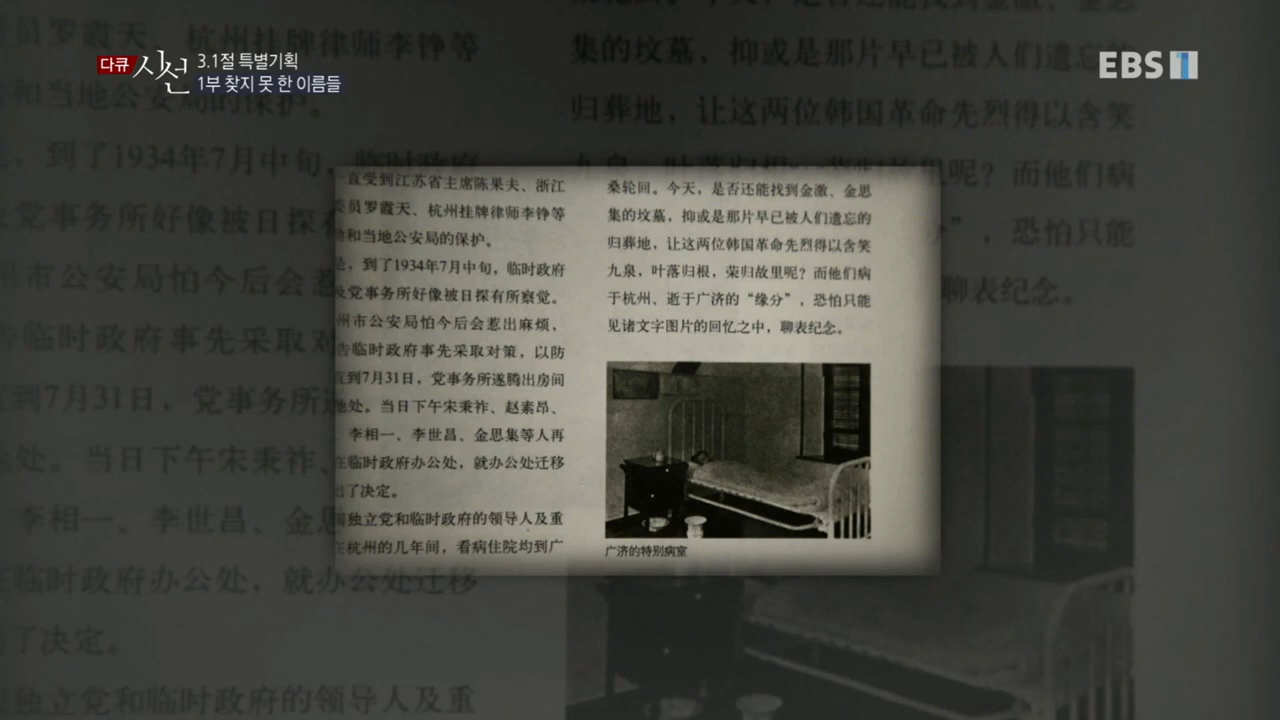 다큐 시선
3.1절 특별기획
1부 찾지 못 한 이름들
EBS 1
一直受到江苏省主席陈果夫、浙江
委员罗霞天、杭州挂牌律师李铮等
和当地公安局的保护。
,到了1934年7月中旬,临时政府
党事务所好像被日探有所察觉。
州市公安局怕今后会惹出麻烦,
告临时政府事先采取对策,以防
直到7月31日,党事务所遂腾出房间
处。当日下午宋秉祚、赵素昂、
李相一、李世昌、金思集等人再
在临时政府办公处,就办公处迁移
出了决定。
国独立党和临时政府的领导人及重
在杭州的几年间,看病住院均到广
桑轮回。今天,是否还能找到金澈、金思
集的坟墓,抑或是那片早已被人们遗忘的
归葬地,让这两位韩国革命先烈得以含笑
九泉,叶落归根,荣归故里呢?而他们病
于杭州、逝于广济的“缘分”,恐怕只能
见诸文字图片的回忆之中,聊表纪念。
广济的特别病室